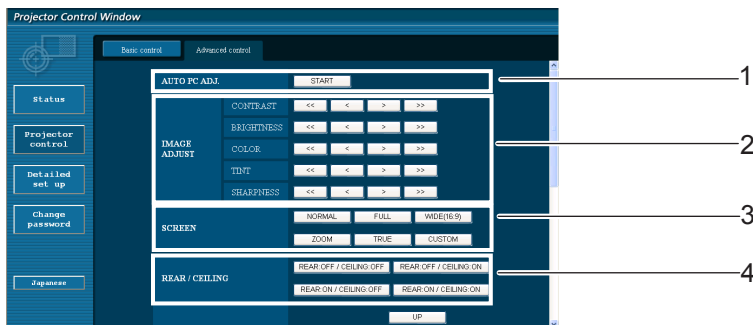 Projector Control Window
Basic control Advanced control
AUTO PC ADJ. START 1
Status
CONTRAST << < > >>
BRIGHTNESS << < > >>
Projector control
IMAGE ADJUST
COLOR << < > >> 2
TINT << < > >>
Detailed set up
SHARPNESS << < > >>
Change password
SCREEN
NORMAL FULL WIDE(16:9) 3
ZOOM TRUE CUSTOM
REAR / CEILING
REAR:OFF / CEILING:OFF REAR:OFF / CEILING:ON 4
Japanese
REAR:ON / CEILING:OFF REAR:ON / CEILING:ON
UP